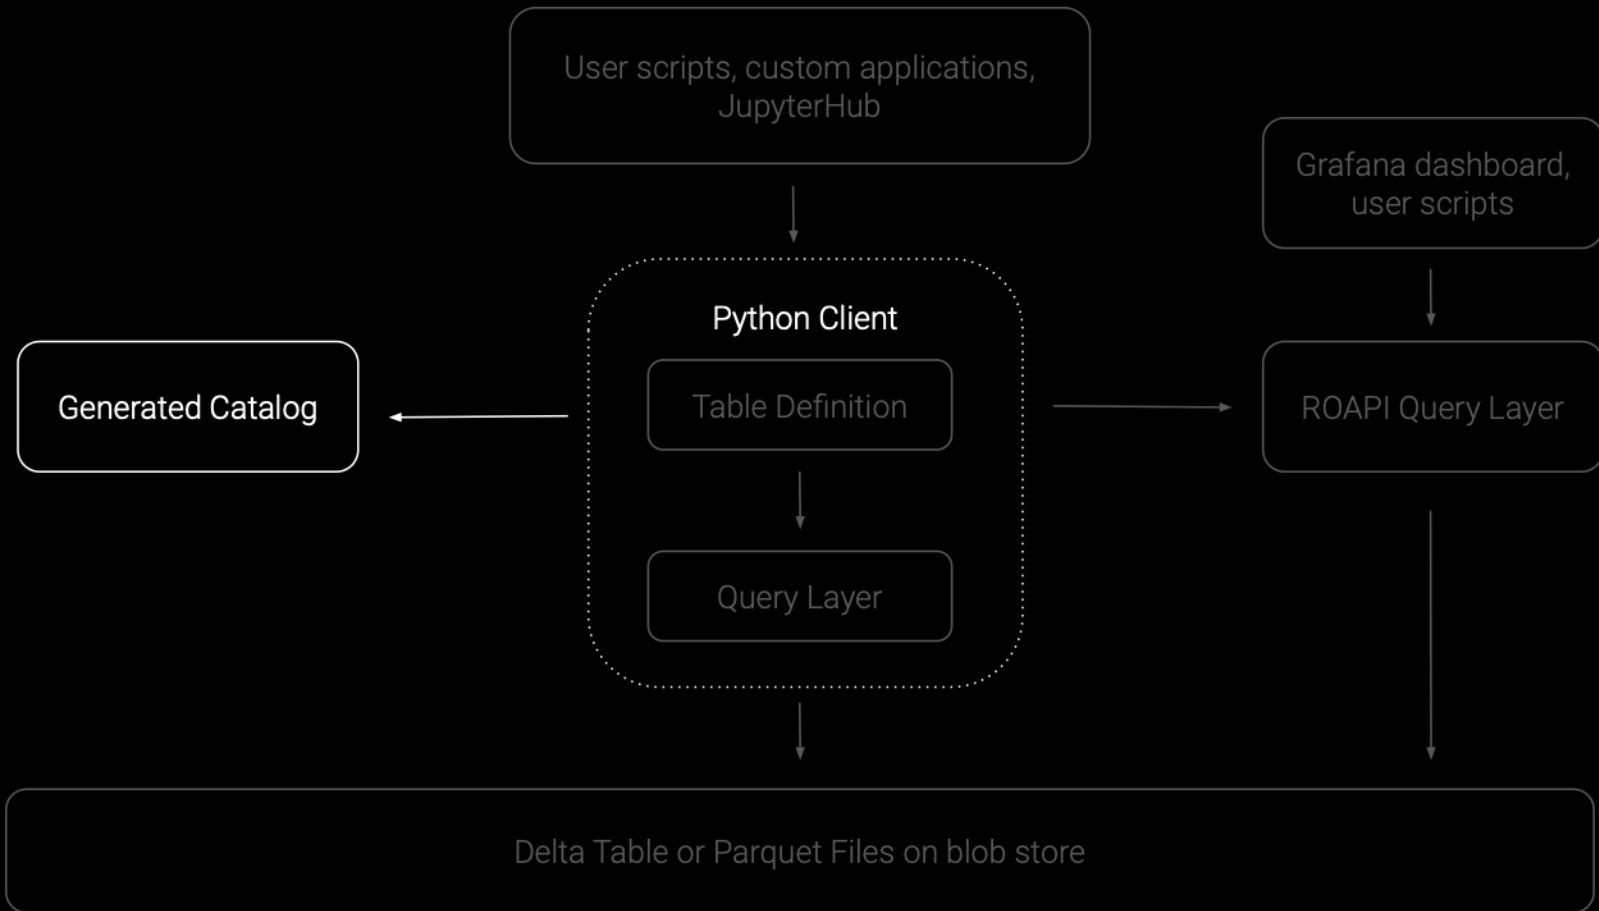 User scripts, custom applications,
JupyterHub
Grafana dashboard,
user scripts
Python Client
Generated Catalog
Table Definition
ROAPI Query Layer
Query Layer
Delta Table or Parquet Files on blob store